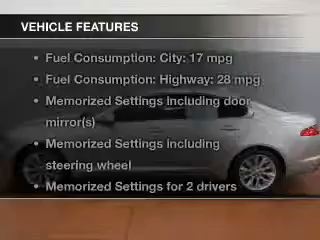 VEHICLE FEATURES
• Fuel Consumption: City: 17 mpg
• Fuel Consumption: Highway: 28 mpg
• Memorized Settings Including door
mirror(s)
• Memorized Settings including
steering wheel
• Memorized Settings for 2 drivers